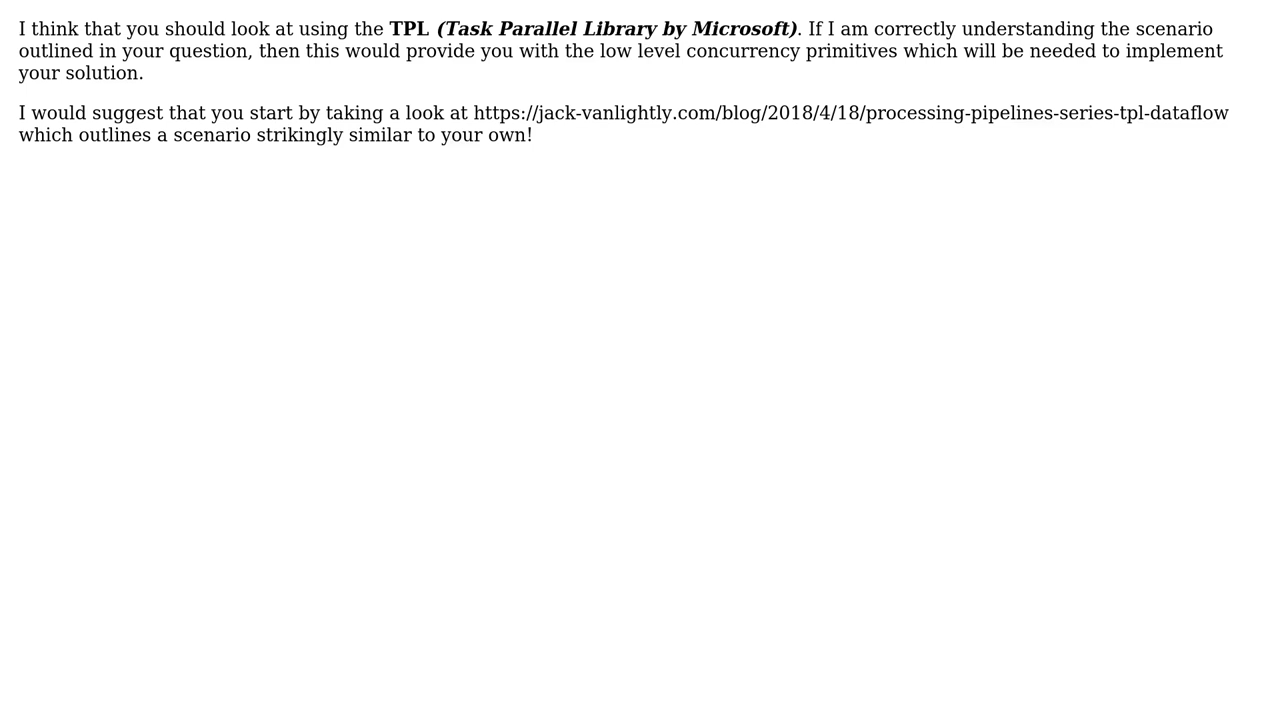 I think that you should look at using the TPL (Task Parallel Library by Microsoft). If I am correctly understanding the scenario
outlined in your question, then this would provide you with the low level concurrency primitives which will be needed to implement
your solution.
I would suggest that you start by taking a look at https://jack-vanlightly.com/blog/2018/4/18/processing-pipelines-series-tpl-dataflow
which outlines a scenario strikingly similar to your own!